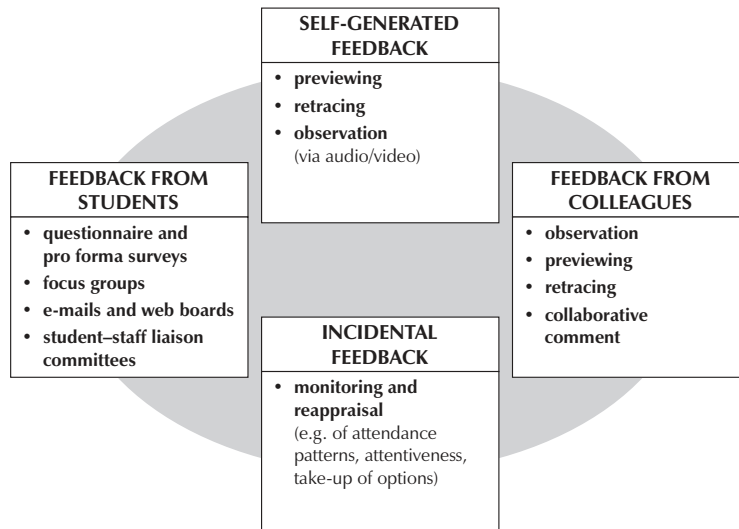 SELF-GENERATED
FEEDBACK
• previewing
• retracing
• observation
(via audio/video)
FEEDBACK FROM
STUDENTS
• questionnaire and
pro forma surveys
• focus groups
• e-mails and web boards
• student–staff liaison
committees
FEEDBACK FROM
COLLEAGUES
• observation
• previewing
• retracing
• collaborative
comment
INCIDENTAL
FEEDBACK
• monitoring and
reappraisal
(e.g. of attendance
patterns, attentiveness,
take-up of options)